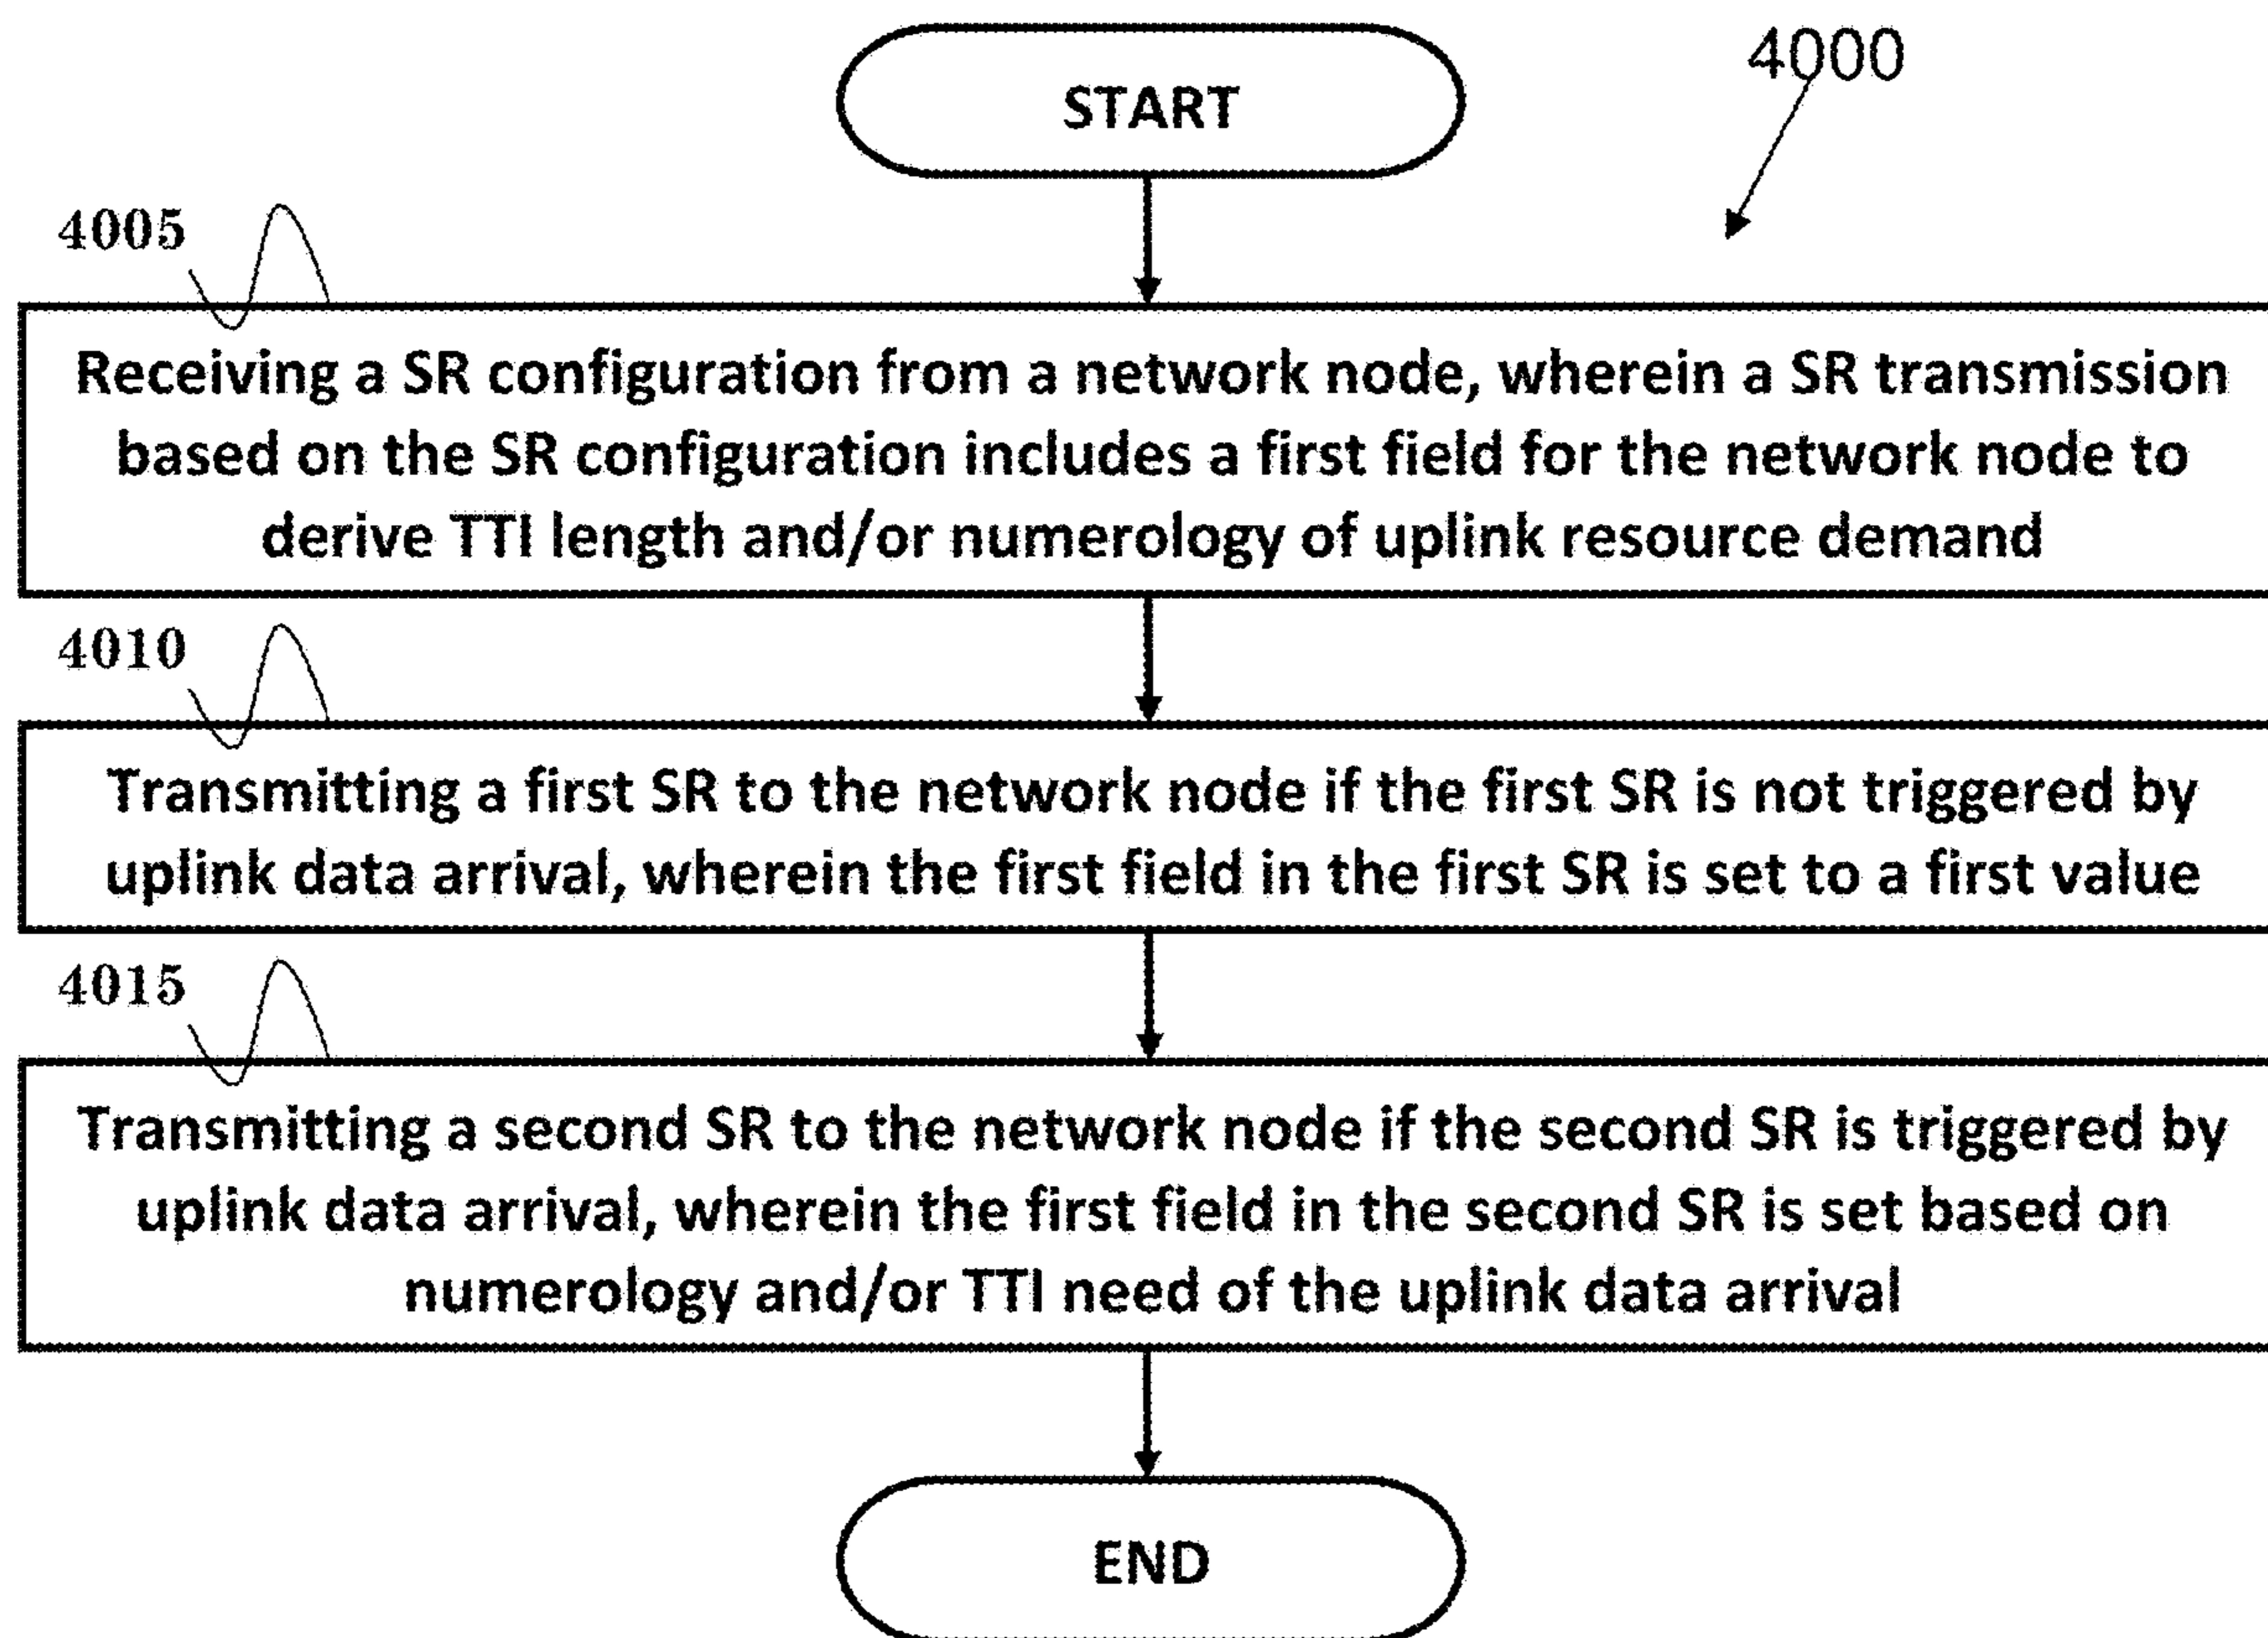 START
4000
4005
Receiving a SR configuration from a network node, wherein a SR transmission
based on the SR configuration includes a first field for the network node to
derive TTI length and/or numerology of uplink resource demand
4010
Transmitting a first SR to the network node if the first SR is not triggered by
uplink data arrival, wherein the first field in the first SR is set to a first value
4015
Transmitting a second SR to the network node if the second SR is triggered by
uplink data arrival, wherein the first field in the second SR is set based on
numerology and/or TTI need of the uplink data arrival
END